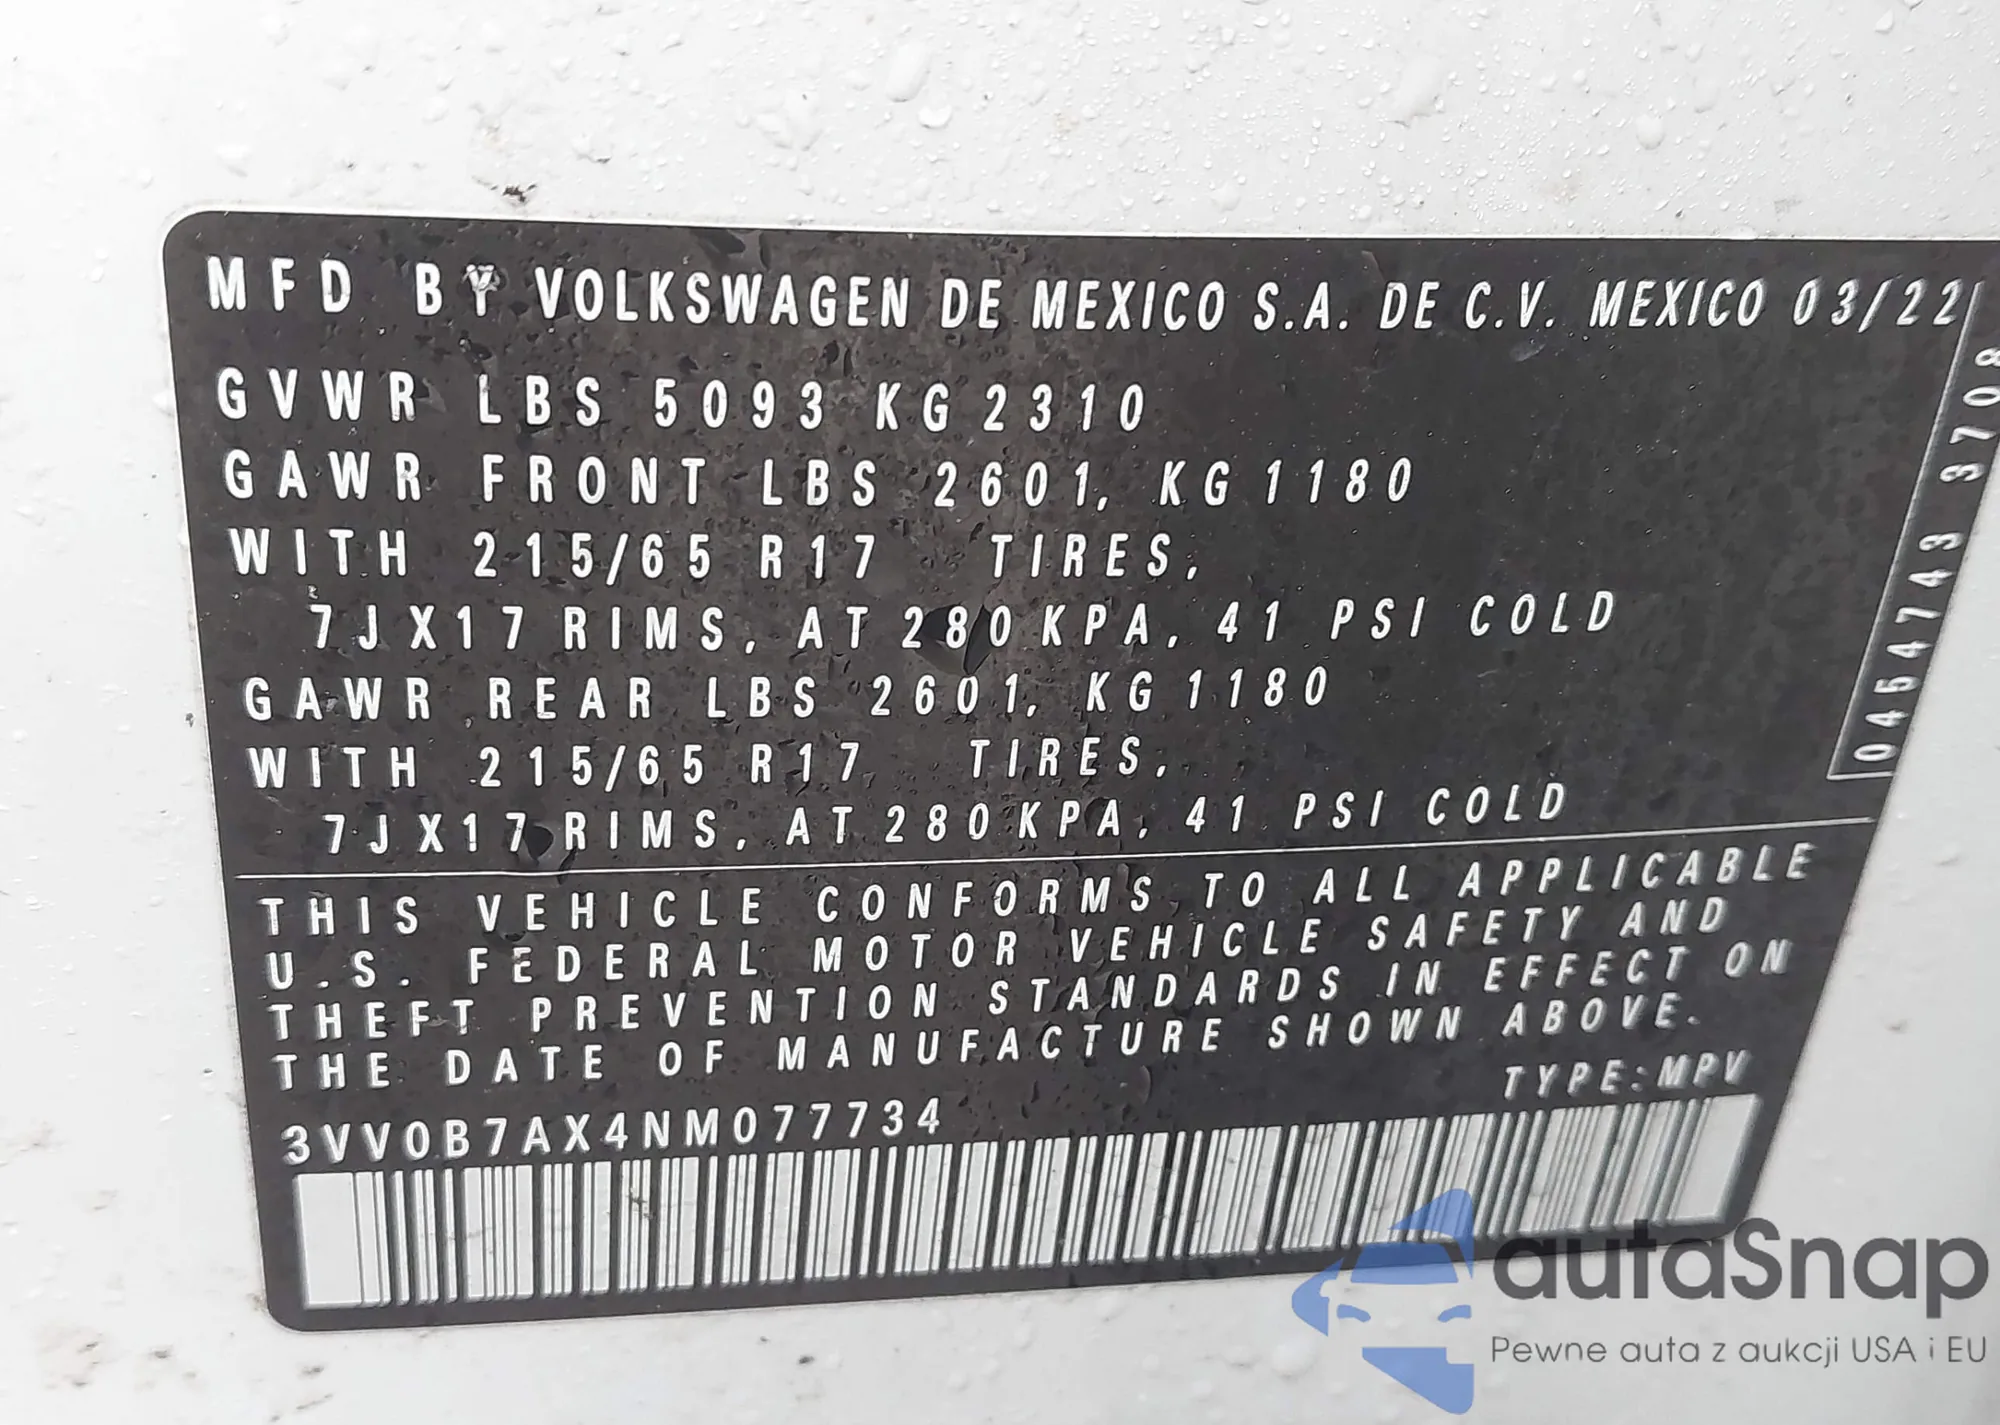 MFD BY VOLKSWAGEN DE MEXICO S.A. DE C.V. MEXICO 03/22
GVWR LBS 5093 KG 2310
GAWR FRONT LBS 2601, KG 1180
WITH 215/65 R17 TIRES,
7JX17 RIMS, AT 280 KPA, 41 PSI COLD
GAWR REAR LBS 2601, KG 1180
WITH 215/65 R17 TIRES,
7JX17 RIMS, AT 280 KPA, 41 PSI COLD
0454743 3708
THIS VEHICLE CONFORMS TO ALL APPLICABLE
U.S. FEDERAL MOTOR VEHICLE SAFETY AND
THEFT PREVENTION STANDARDS IN EFFECT ON
THE DATE OF MANUFACTURE SHOWN ABOVE.
TYPE: MPV
3VV0B7AX4NM077734
autaSnap
Pewne auta z aukcji USA i EU